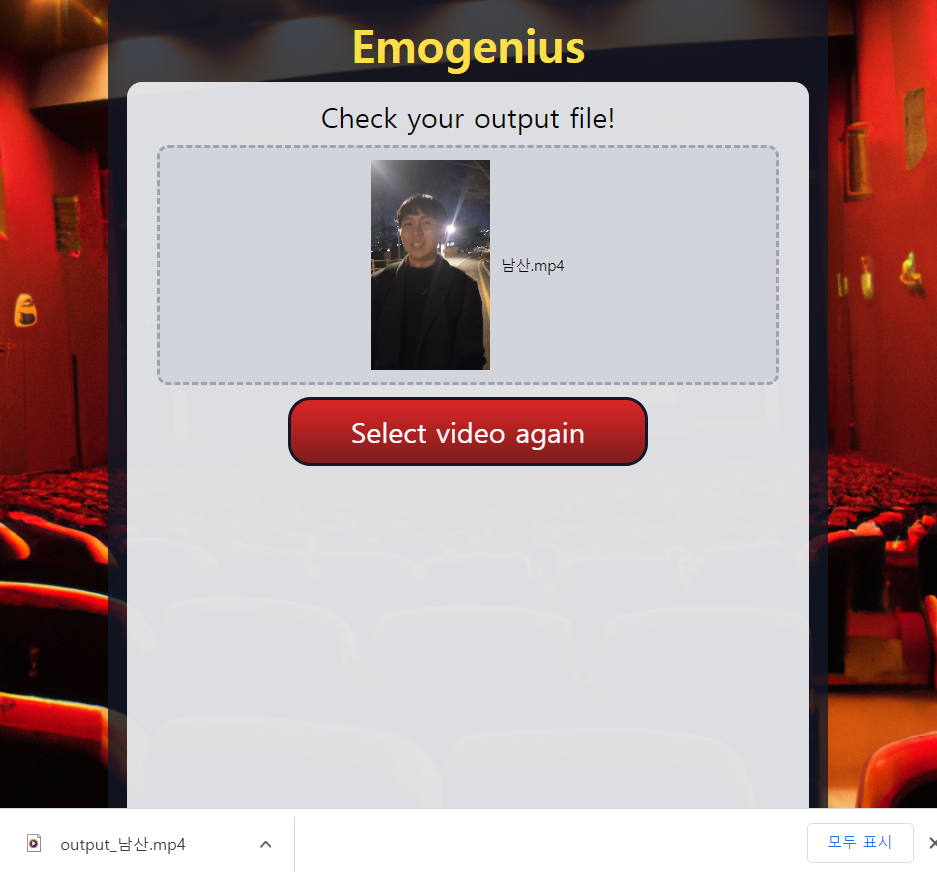 Emogenius
Check your output file!
남산.mp4
Select video again
output_남산.mp4
모두 표시